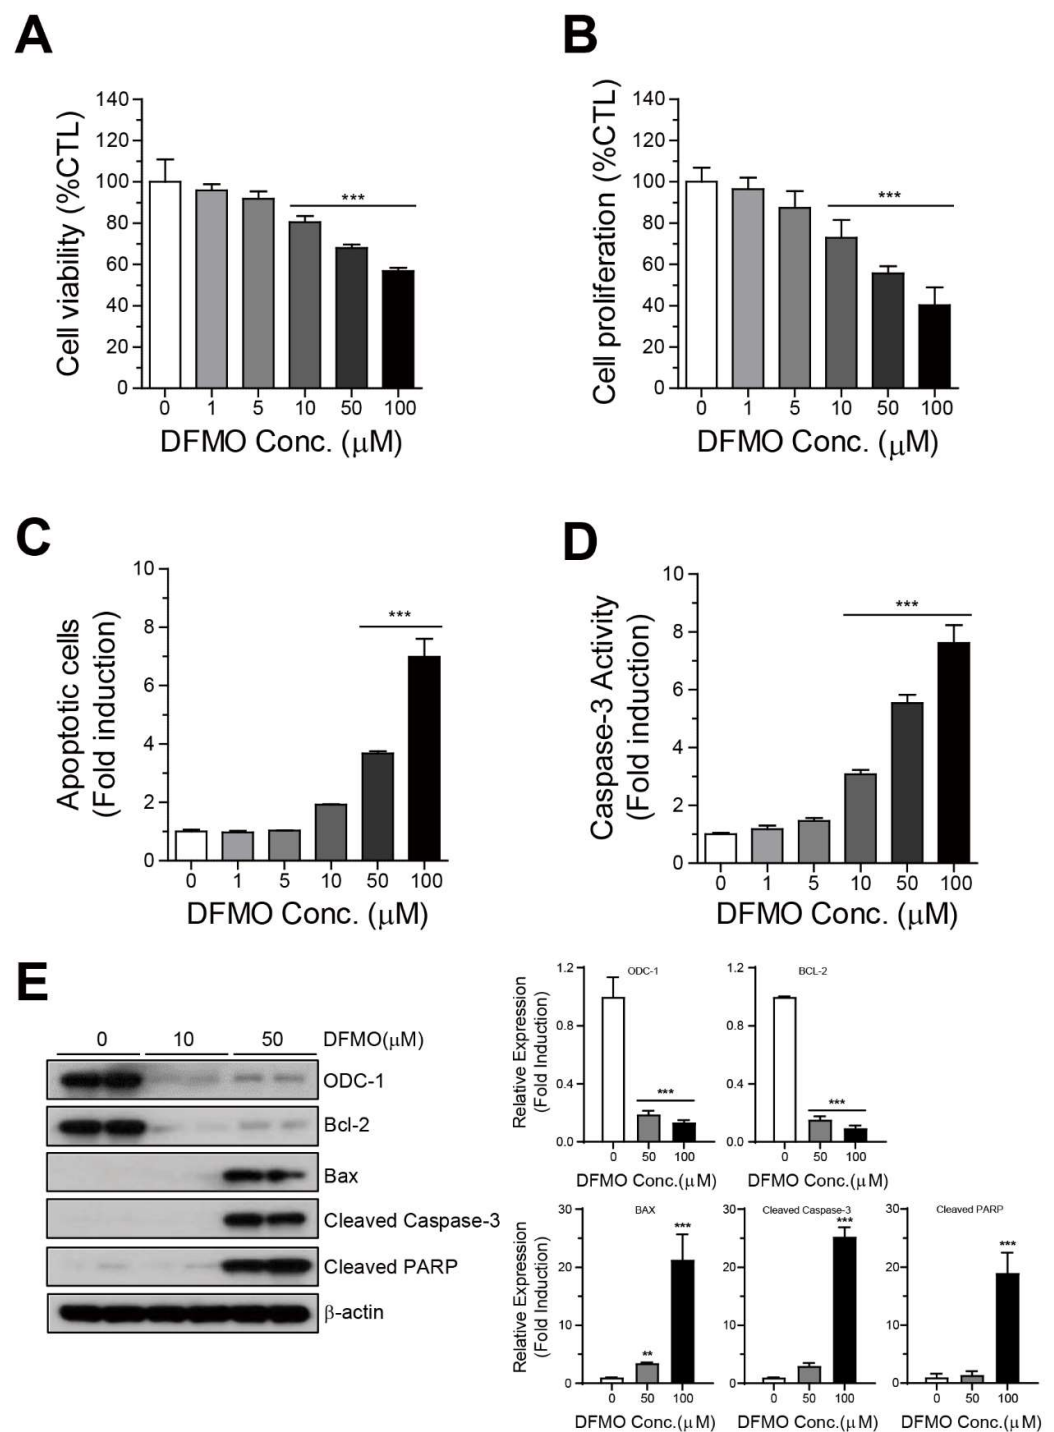 A
Cell viability (%CTL)
140
120
100
80
60
40
20
0
***
0 1 5 10 50 100
DFMO Conc. (μM)
B
Cell proliferation (%CTL)
140
120
100
80
60
40
20
0
***
0 1 5 10 50 100
DFMO Conc. (μM)
C
Apoptotic cells
(Fold induction)
10
8
6
4
2
0
***
0 1 5 10 50 100
DFMO Conc. (μM)
D
Caspase-3 Activity
(Fold induction)
10
8
6
4
2
0
***
0 1 5 10 50 100
DFMO Conc. (μM)
E
0 10 50 DFMO(μM)
ODC-1
Bcl-2
Bax
Cleaved Caspase-3
Cleaved PARP
β-actin
Relative Expression
(Fold Induction)
ODC-1
1.2
0.8
0.4
0.0
***
0 50 100
DFMO Conc.(μM)
BCL-2
1.2
0.8
0.4
0.0
***
0 50 100
DFMO Conc.(μM)
Relative Expression
(Fold Induction)
BAX
30
20
10
0
**
***
0 50 100
DFMO Conc.(μM)
Cleaved Caspase-3
30
20
10
0
***
0 50 100
DFMO Conc.(μM)
Cleaved PARP
30
20
10
0
***
0 50 100
DFMO Conc.(μM)